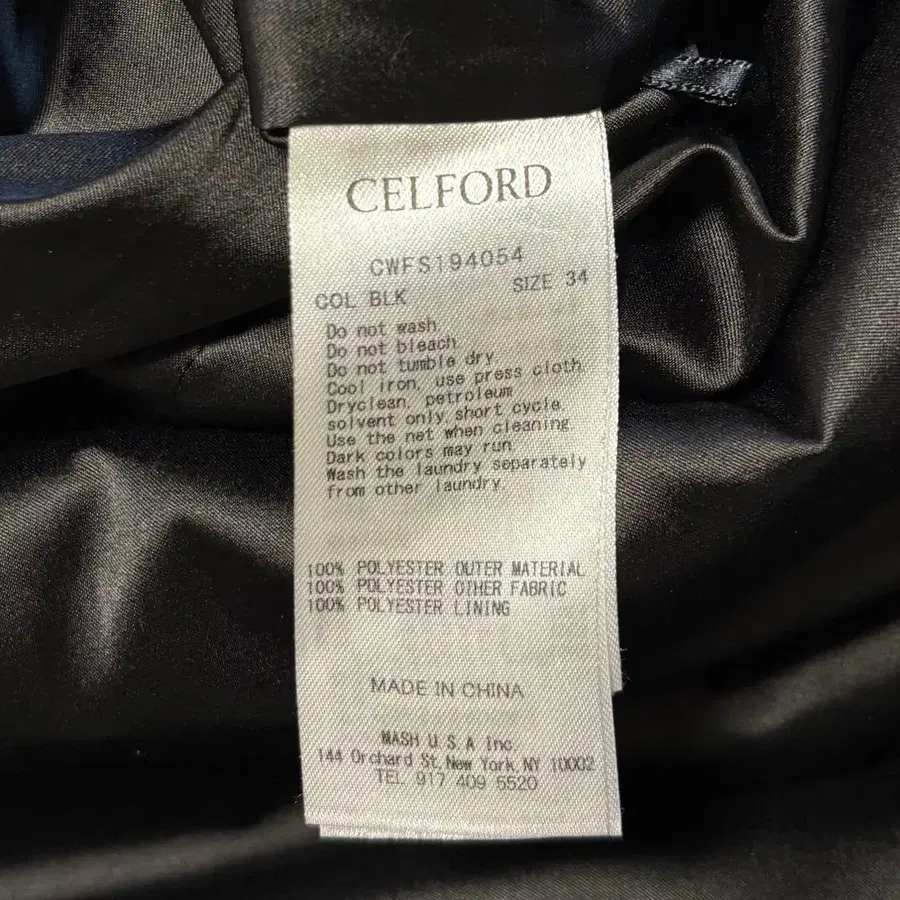 CELFORD
CWFS194054
COL BLK SIZE 34
Do not wash
Do not bleach
Do not tumble dry
Cool iron, use press cloth.
Dryclean, petroleum
solvent only, short cycle
Use the net when cleaning.
Dark colors may run
Wash the laundry separately
from other laundry.
100% POLYESTER OUTER MATERIAL
100% POLYESTER OTHER FABRIC
100% POLYESTER LINING
MADE IN CHINA
MASH U S A Inc.
144 Orchard St, New York NY 10002
TEL 917 409 5520